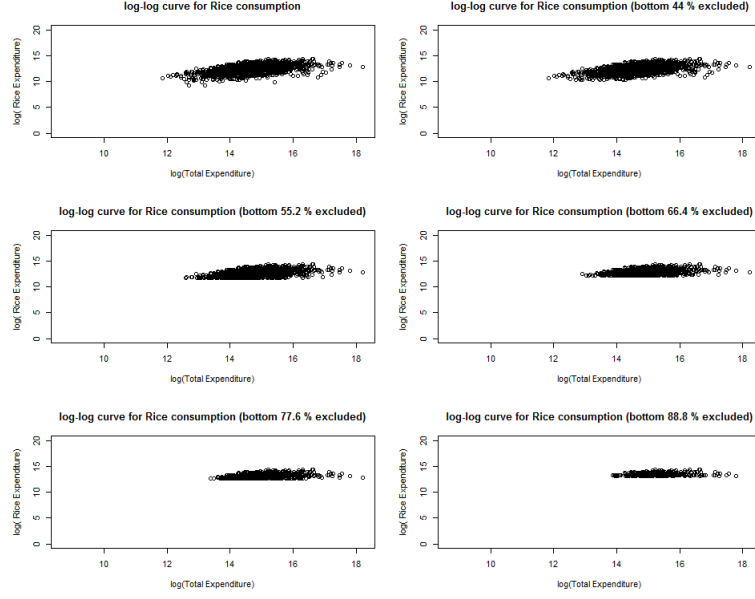 log-log curve for Rice consumption
20
15
10
5
0
log( Rice Expenditure)
10 12 14 16 18
log(Total Expenditure)
log-log curve for Rice consumption (bottom 44 % excluded)
20
15
10
5
0
log( Rice Expenditure)
10 12 14 16 18
log(Total Expenditure)
log-log curve for Rice consumption (bottom 55.2 % excluded)
20
15
10
5
0
log( Rice Expenditure)
10 12 14 16 18
log(Total Expenditure)
log-log curve for Rice consumption (bottom 66.4 % excluded)
20
15
10
5
0
log( Rice Expenditure)
10 12 14 16 18
log(Total Expenditure)
log-log curve for Rice consumption (bottom 77.6 % excluded)
20
15
10
5
0
log( Rice Expenditure)
10 12 14 16 18
log(Total Expenditure)
log-log curve for Rice consumption (bottom 88.8 % excluded)
20
15
10
5
0
log( Rice Expenditure)
10 12 14 16 18
log(Total Expenditure)